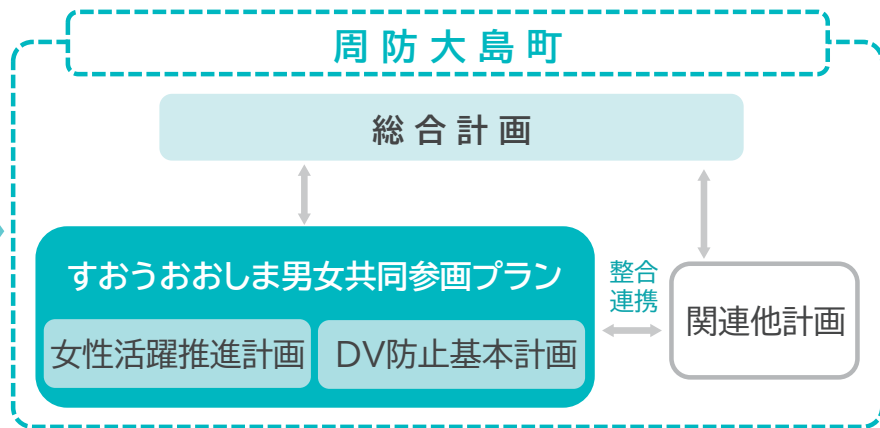 周防大島町
総合計画
すおうおおしま男女共同参画プラン
女性活躍推進計画
DV防止基本計画
整合
連携
関連他計画